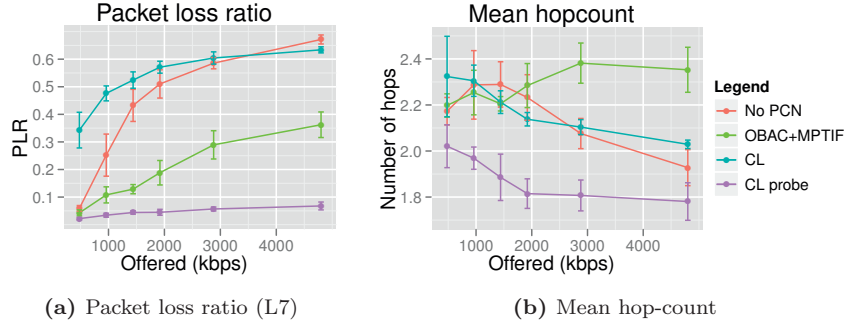 Packet loss ratio
PLR
0.6
0.5
0.4
0.3
0.2
0.1
1000 2000 3000 4000
Offered (kbps)
(a) Packet loss ratio (L7)
Mean hopcount
Number of hops
2.4
2.2
2.0
1.8
1000 2000 3000 4000
Offered (kbps)
(b) Mean hop-count
Legend
No PCN
OBAC+MPTIF
CL
CL probe